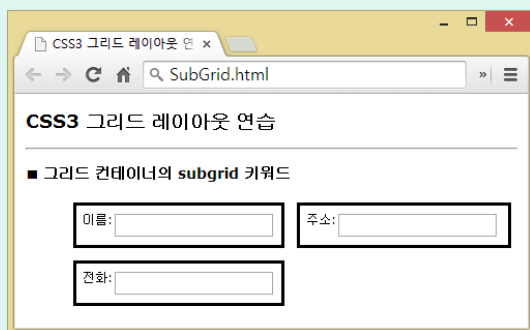 CSS3 그리드 레이아웃 연
SubGrid.html
CSS3 그리드 레이아웃 연습
■ 그리드 컨테이너의 subgrid 키워드
이름: 주소:
전화: